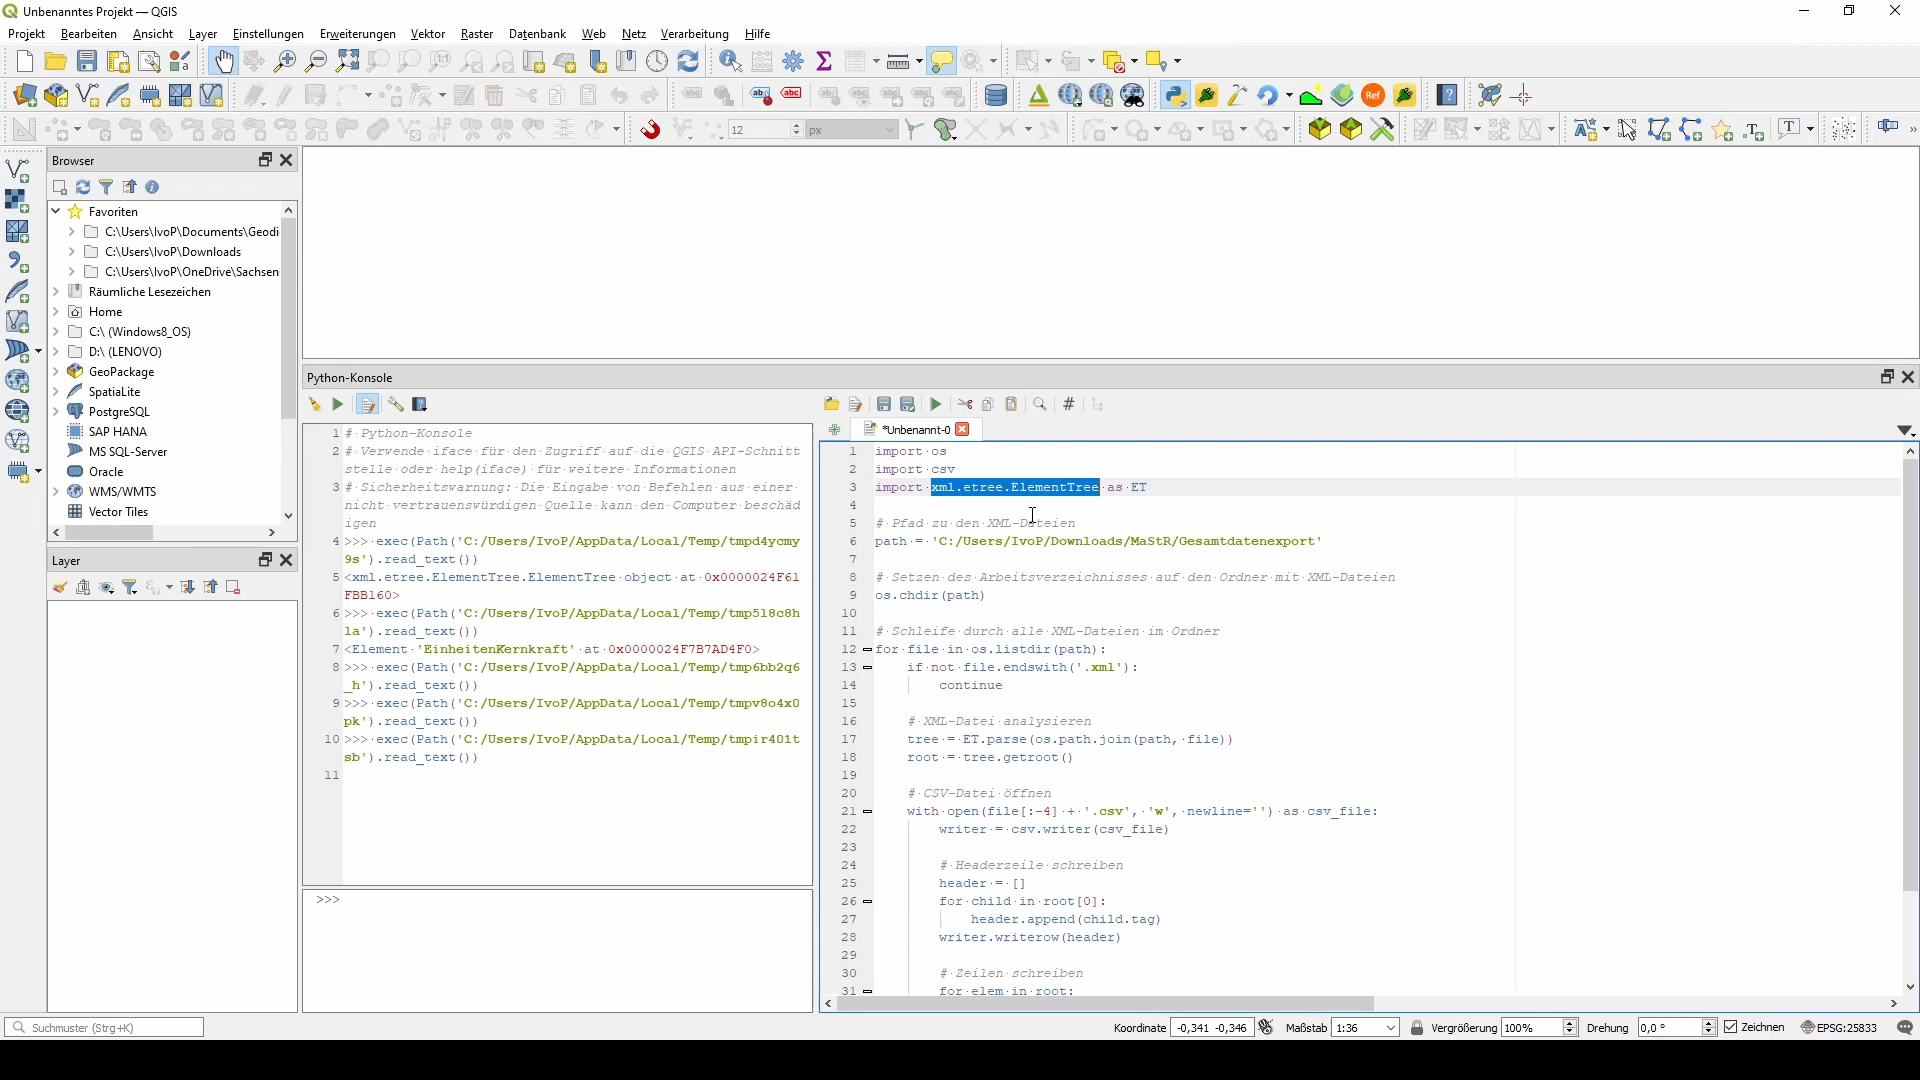 Unbenanntes Projekt — QGIS
Projekt Bearbeiten Ansicht Layer Einstellungen Erweiterungen Vektor Raster Datenbank Web Netz Verarbeitung Hilfe
12 px
Browser
Favoriten
C:\Users\IvoP\Documents\Geodi
C:\Users\IvoP\Downloads
C:\Users\IvoP\OneDrive\Sachsen
Räumliche Lesezeichen
Home
C:\ (Windows8_OS)
D:\ (LENOVO)
GeoPackage
SpatiaLite
PostgreSQL
SAP HANA
MS SQL-Server
Oracle
WMS/WMTS
Vector Tiles
Layer
Python-Konsole
1 # Python-Konsole
2 # Verwende iface für den Zugriff auf die QGIS API-Schnitt
stelle oder help(iface) für weitere Informationen
3 # Sicherheitswarnung: Die Eingabe von Befehlen aus einer
nicht vertrauenswürdigen Quelle kann den Computer beschäd
igen
4 >>> exec(Path('C:/Users/IvoP/AppData/Local/Temp/tmpd4ycmy
9s').read_text())
5 <xml.etree.ElementTree.ElementTree object at 0x0000024F61
FBB160>
6 >>> exec(Path('C:/Users/IvoP/AppData/Local/Temp/tmp5l8c8h
la').read_text())
7 <Element 'EinheitenKernkraft' at 0x0000024F7B7AD4F0>
8 >>> exec(Path('C:/Users/IvoP/AppData/Local/Temp/tmp6bb2q6
_h').read_text())
9 >>> exec(Path('C:/Users/IvoP/AppData/Local/Temp/tmpv8o4x0
pk').read_text())
10 >>> exec(Path('C:/Users/IvoP/AppData/Local/Temp/tmpir401t
sb').read_text())
11
>>>
*Unbenannt-0
1 import os
2 import csv
3 import xml.etree.ElementTree as ET
4
5 # Pfad zu den XML-Dateien
6 path = 'C:/Users/IvoP/Downloads/MaStR/Gesamtdatenexport'
7
8 # Setzen des Arbeitsverzeichnisses auf den Ordner mit XML-Dateien
9 os.chdir(path)
10
11 # Schleife durch alle XML-Dateien im Ordner
12 for file in os.listdir(path):
13 if not file.endswith('.xml'):
14 continue
15
16 # XML-Datei analysieren
17 tree = ET.parse(os.path.join(path, file))
18 root = tree.getroot()
19
20 # CSV-Datei öffnen
21 with open(file[:-4] + '.csv', 'w', newline='') as csv_file:
22 writer = csv.writer(csv_file)
23
24 # Headerzeile schreiben
25 header = []
26 for child in root[0]:
27 header.append(child.tag)
28 writer.writerow(header)
29
30 # Zeilen schreiben
31 for elem in root:
Suchmuster (Strg+K)
Koordinate -0,341 -0,346 Maßstab 1:36 Vergrößerung 100% Drehung 0,0 ° Zeichnen EPSG:25833